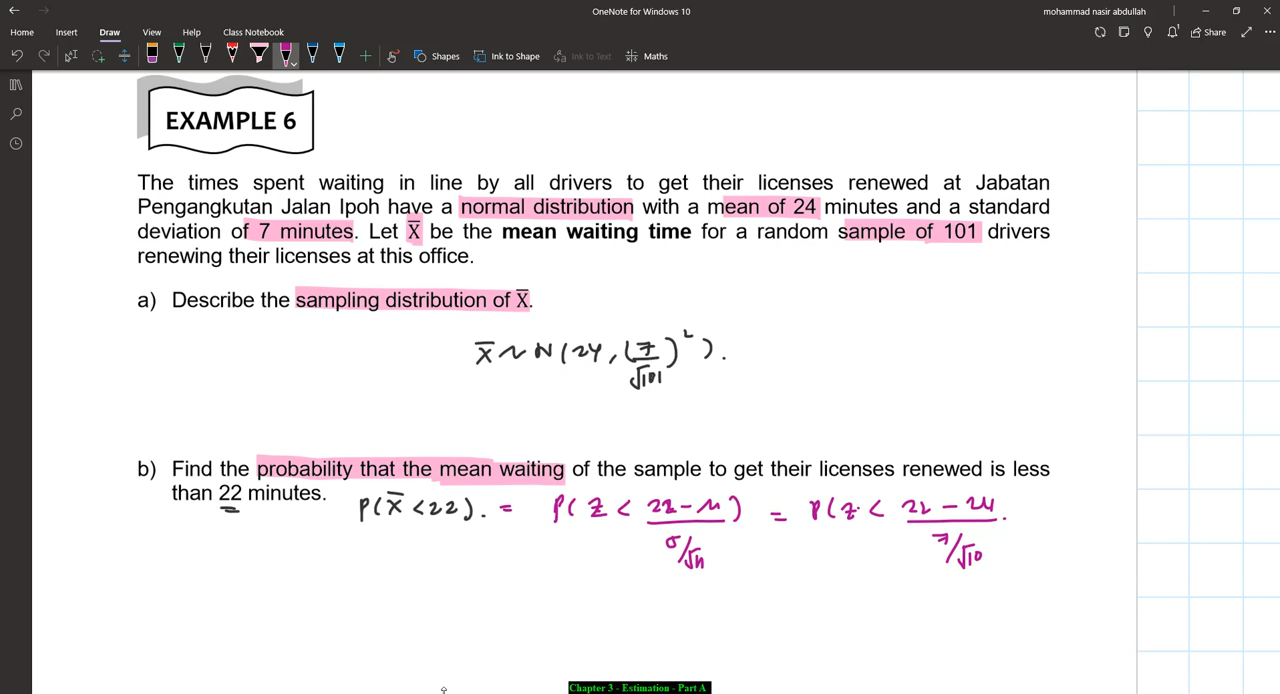 OneNote for Windows 10
mohammad nasir abdullah
Home Insert Draw View Help Class Notebook
Share
Shapes Ink to Shape Ink to Text Maths
EXAMPLE 6
The times spent waiting in line by all drivers to get their licenses renewed at Jabatan
Pengangkutan Jalan Ipoh have a normal distribution with a mean of 24 minutes and a standard
deviation of 7 minutes. Let X̅ be the mean waiting time for a random sample of 101 drivers
renewing their licenses at this office.
a) Describe the sampling distribution of X̅.
X̅ ~ N(24, (7/√101)²).
b) Find the probability that the mean waiting of the sample to get their licenses renewed is less
than 22 minutes.
P(X̅ < 22). = P(Z < (22 - μ)/(σ/√n)) = P(Z < (22 - 24)/(7/√10).
Chapter 3 - Estimation - Part A